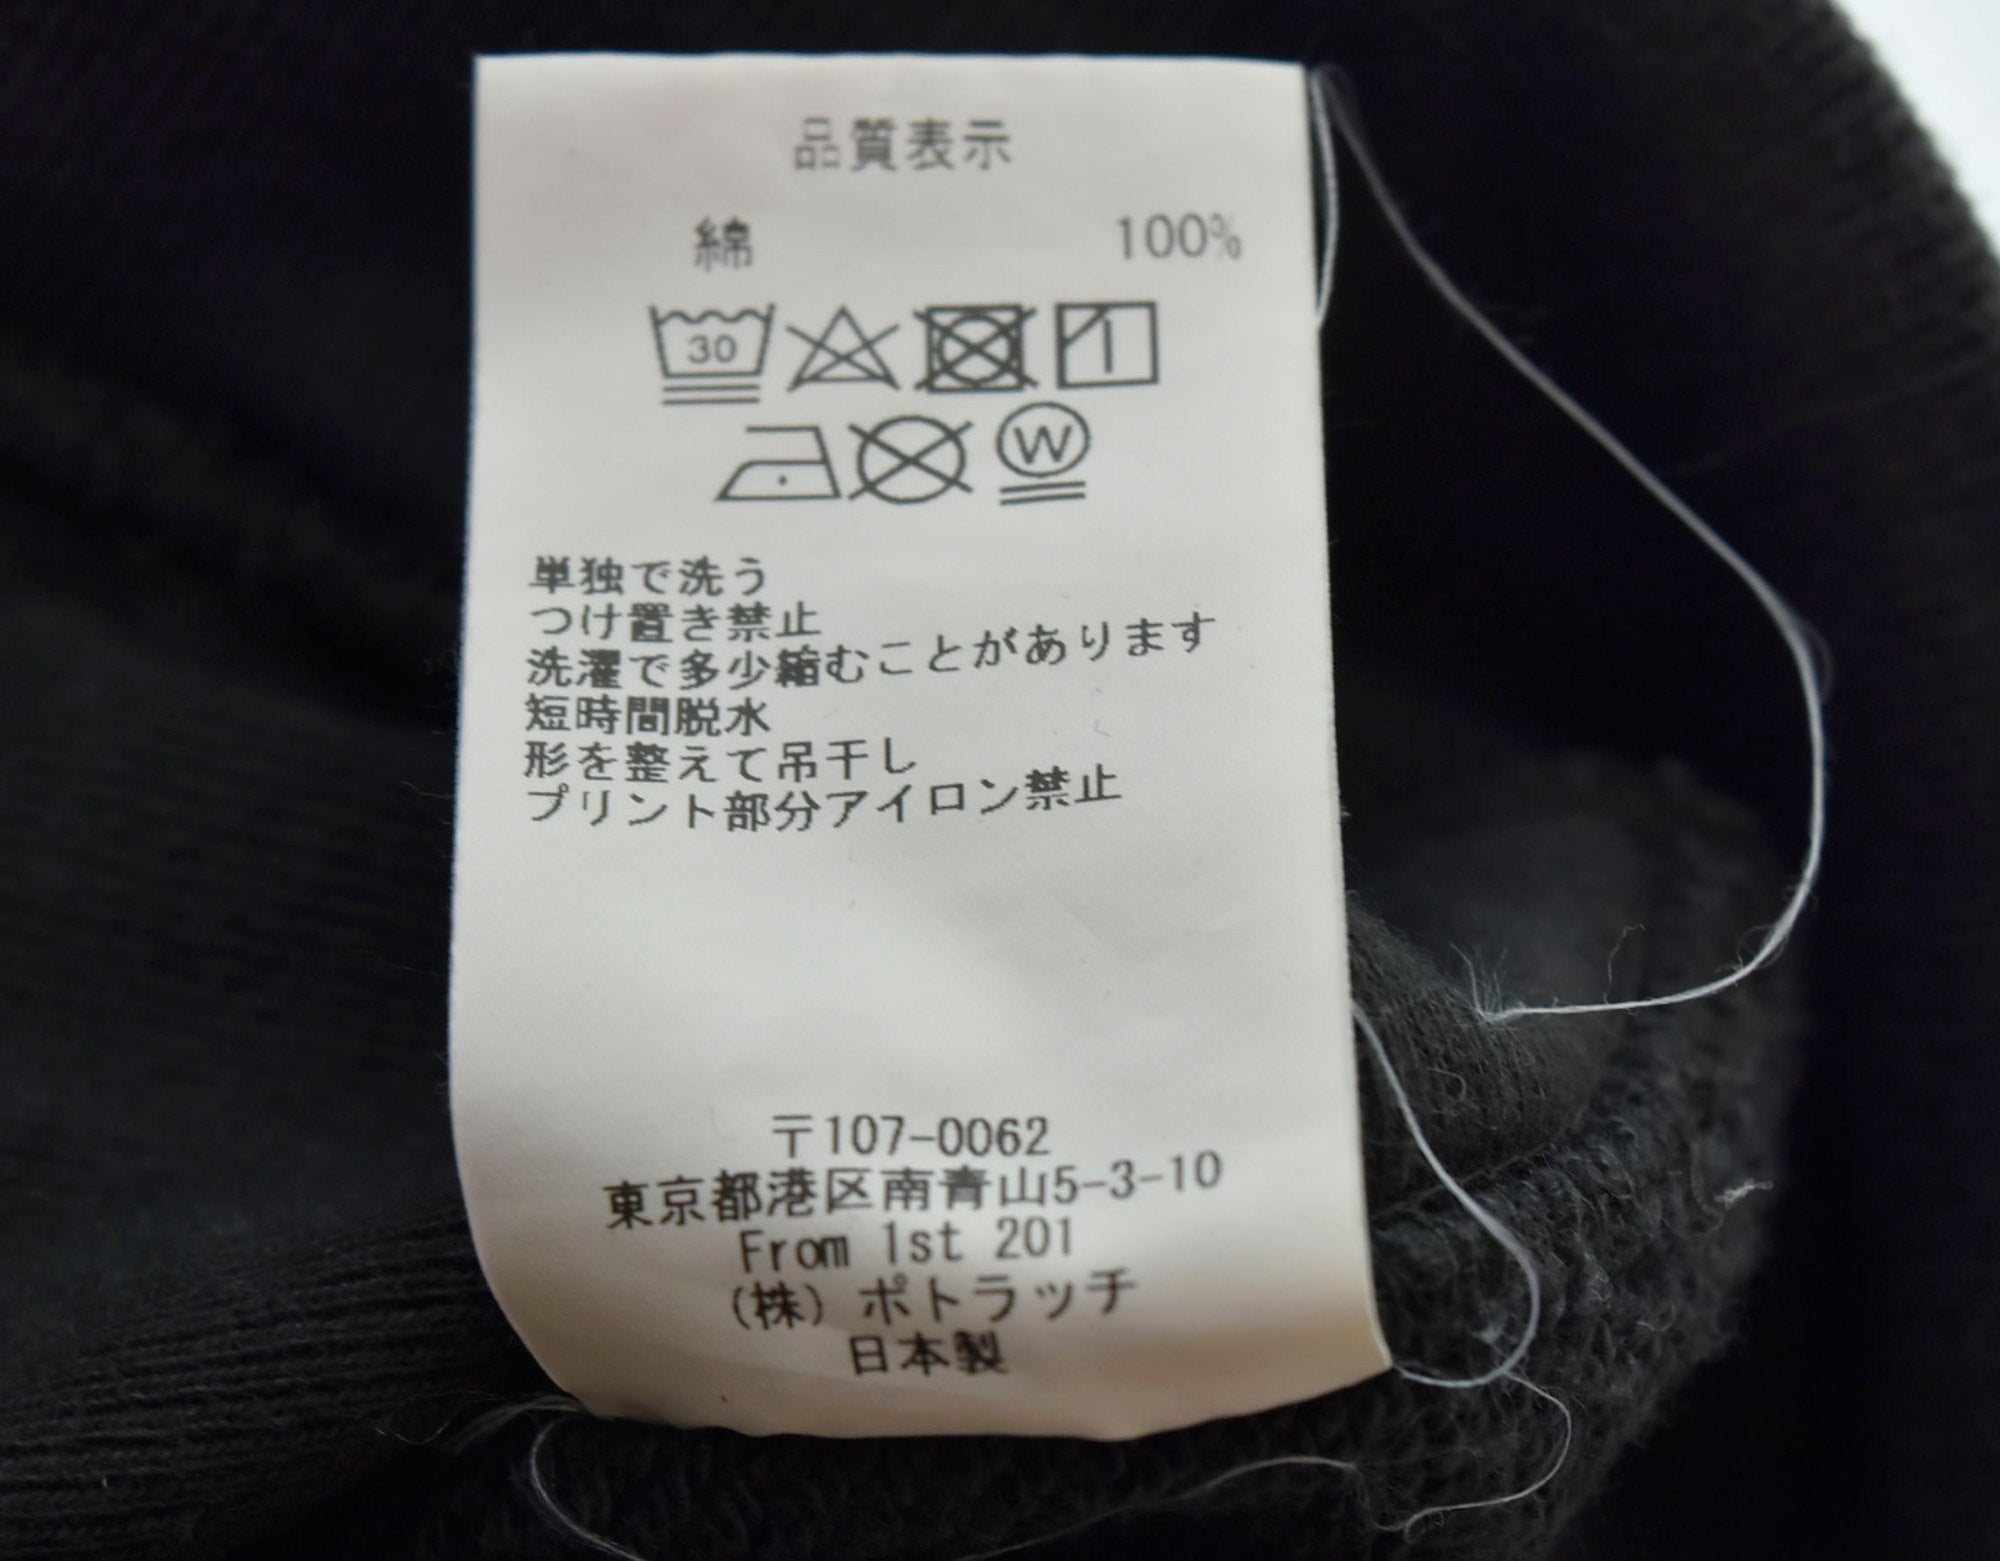 品質表示
綿 100%
30
W
単独で洗う
つけ置き禁止
洗濯で多少縮むことがあります
短時間脱水
形を整えて吊干し
プリント部分アイロン禁止
〒107-0062
東京都港区南青山5-3-10
From 1st 201
(株) ポトラッチ
日本製